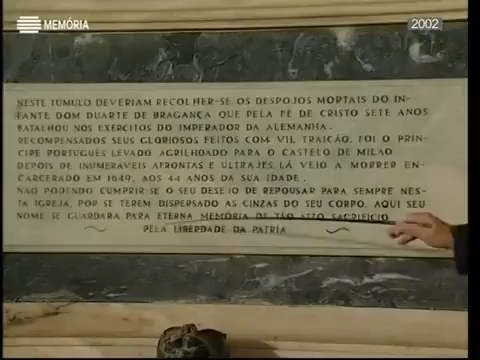 MEMÓRIA
2002
NESTE TÚMULO DEVERIAM RECOLHER-SE OS DESPOJOS MORTAIS DO IN-
FANTE DOM DUARTE DE BRAGANÇA QUE PELA FÉ DE CRISTO SETE ANOS
BATALHOU NOS EXÉRCITOS DO IMPERADOR DA ALEMANHA.
RECOMPENSADOS SEUS GLORIOSOS FEITOS COM VIL TRAIÇÃO, FOI O PRÍN-
CIPE PORTUGUÊS LEVADO AGRILHOADO PARA O CASTELO DE MILÃO
DEPOIS DE INUMERÁVEIS AFRONTAS E ULTRAJES. LÁ VEIO A MORRER EN-
CARCERADO EM 1649, AOS 44 ANOS DA SUA IDADE.
NÃO PODENDO CUMPRIR-SE O SEU DESEJO DE REPOUSAR PARA SEMPRE NES-
TA IGREJA, POR SE TEREM DISPERSADO AS CINZAS DO SEU CORPO, AQUI SEU
NOME SE GUARDARÁ PARA ETERNA MEMÓRIA DE TÃO ALTO SACRIFÍCIO
PELA LIBERDADE DA PATRIA